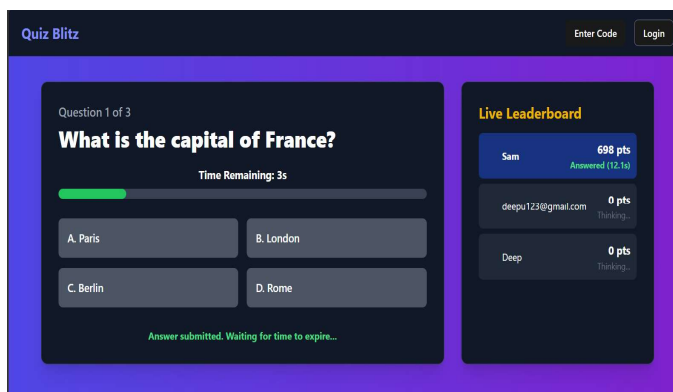 Quiz Blitz
Enter Code
Login
Question 1 of 3
What is the capital of France?
Time Remaining: 3s
A. Paris
B. London
C. Berlin
D. Rome
Answer submitted. Waiting for time to expire...
Live Leaderboard
Sam
698 pts
Answered (12.1s)
deepu123@gmail.com
0 pts
Thinking...
Deep
0 pts
Thinking...